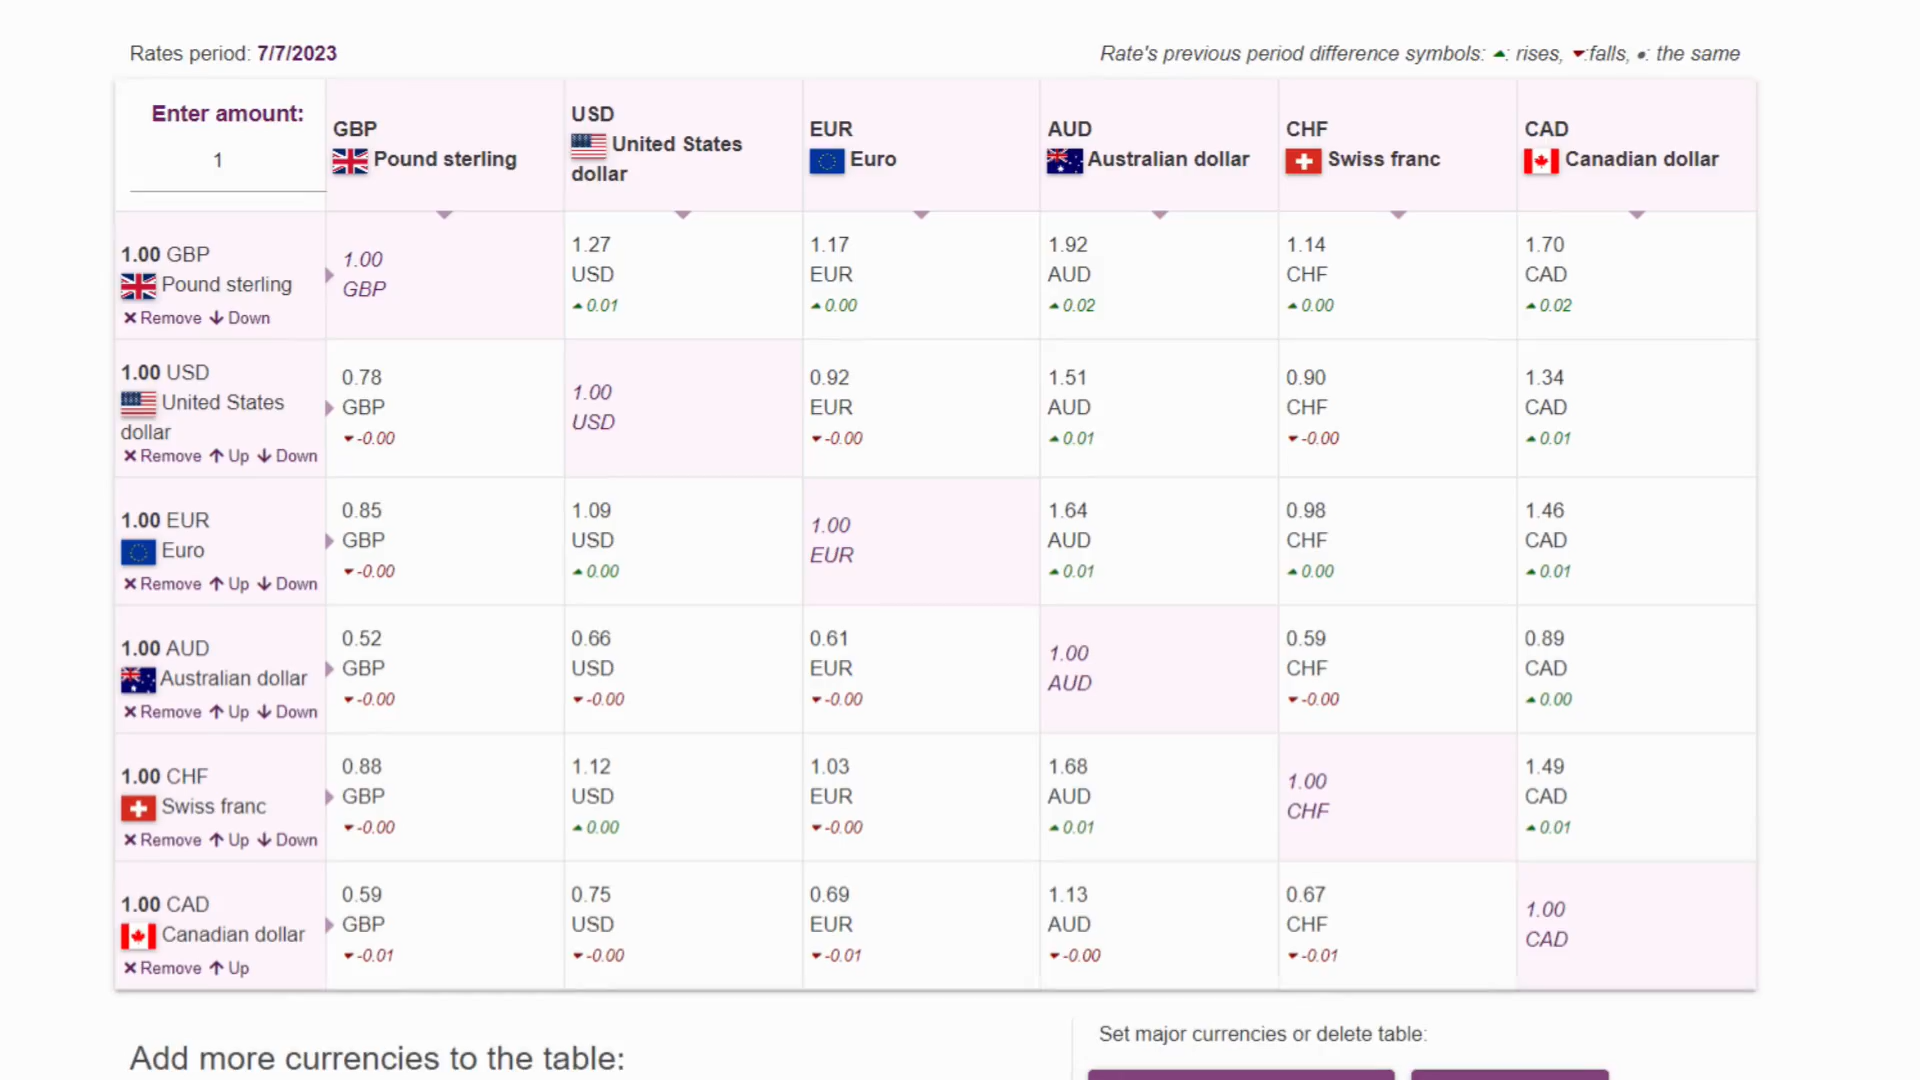 Rates period: 7/7/2023
Rate's previous period difference symbols: ▲: rises, ▼:falls, ●: the same
Enter amount:
1
GBP
Pound sterling
USD
United States
dollar
EUR
Euro
AUD
Australian dollar
CHF
Swiss franc
CAD
Canadian dollar
1.00 GBP
Pound sterling
✕ Remove ↓ Down
1.00
GBP
1.27
USD
▲ 0.01
1.17
EUR
▲ 0.00
1.92
AUD
▲ 0.02
1.14
CHF
▲ 0.00
1.70
CAD
▲ 0.02
1.00 USD
United States
dollar
✕ Remove ↑ Up ↓ Down
0.78
GBP
▼ -0.00
1.00
USD
0.92
EUR
▼ -0.00
1.51
AUD
▲ 0.01
0.90
CHF
▼ -0.00
1.34
CAD
▲ 0.01
1.00 EUR
Euro
✕ Remove ↑ Up ↓ Down
0.85
GBP
▼ -0.00
1.09
USD
▲ 0.00
1.00
EUR
1.64
AUD
▲ 0.01
0.98
CHF
▲ 0.00
1.46
CAD
▲ 0.01
1.00 AUD
Australian dollar
✕ Remove ↑ Up ↓ Down
0.52
GBP
▼ -0.00
0.66
USD
▼ -0.00
0.61
EUR
▼ -0.00
1.00
AUD
0.59
CHF
▼ -0.00
0.89
CAD
▲ 0.00
1.00 CHF
Swiss franc
✕ Remove ↑ Up ↓ Down
0.88
GBP
▼ -0.00
1.12
USD
▲ 0.00
1.03
EUR
▼ -0.00
1.68
AUD
▲ 0.01
1.00
CHF
1.49
CAD
▲ 0.01
1.00 CAD
Canadian dollar
✕ Remove ↑ Up
0.59
GBP
▼ -0.01
0.75
USD
▼ -0.00
0.69
EUR
▼ -0.01
1.13
AUD
▼ -0.00
0.67
CHF
▼ -0.01
1.00
CAD
Add more currencies to the table:
Set major currencies or delete table: